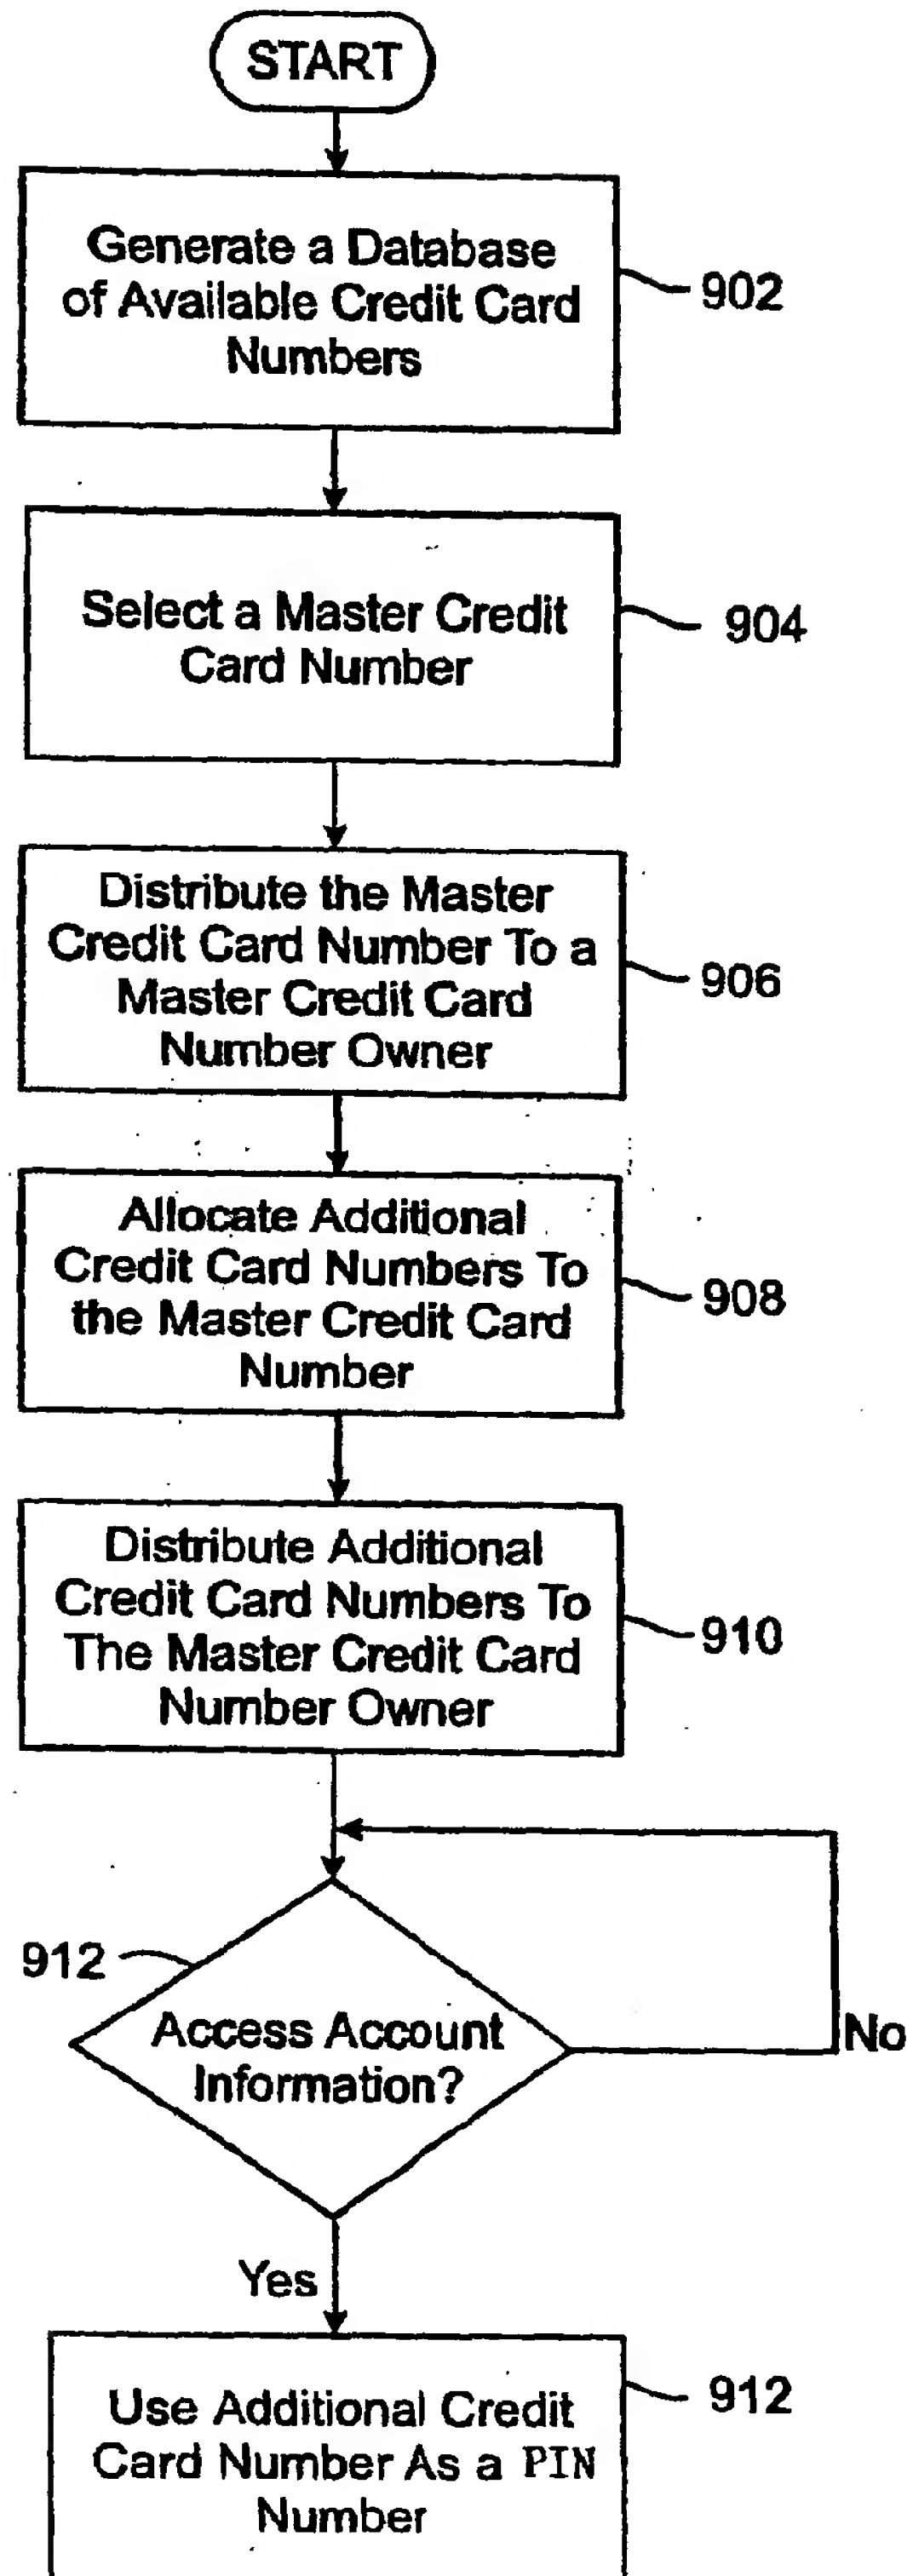 START
Generate a Database
of Available Credit Card
Numbers
902
Select a Master Credit
Card Number
904
Distribute the Master
Credit Card Number To a
Master Credit Card
Number Owner
906
Allocate Additional
Credit Card Numbers To
the Master Credit Card
Number
908
Distribute Additional
Credit Card Numbers To
The Master Credit Card
Number Owner
910
912
Access Account
Information?
No
Yes
Use Additional Credit
Card Number As a PIN
Number
912